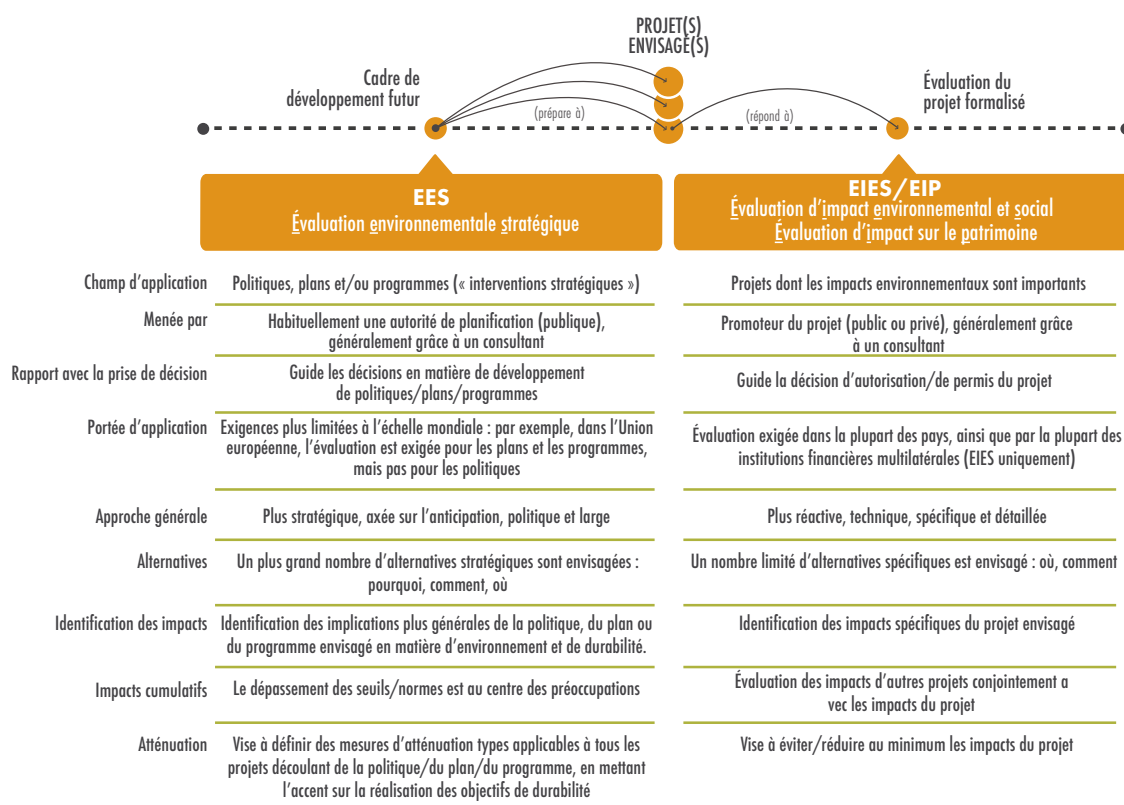 PROJET(S)
ENVISAGÉ(S)
Cadre de
développement futur
Évaluation du
projet formalisé
(prépare à)
(répond à)
EES
Évaluation environnementale stratégique
EIES/EIP
Évaluation d’impact environnemental et social
Évaluation d’impact sur le patrimoine
Champ d’application
Politiques, plans et/ou programmes (« interventions stratégiques »)
Projets dont les impacts environnementaux sont importants
Menée par
Habituellement une autorité de planification (publique),
généralement grâce à un consultant
Promoteur du projet (public ou privé), généralement grâce
à un consultant
Rapport avec la prise de décision
Guide les décisions en matière de développement
de politiques/plans/programmes
Guide la décision d’autorisation/de permis du projet
Portée d’application
Exigences plus limitées à l’échelle mondiale : par exemple, dans l’Union
européenne, l’évaluation est exigée pour les plans et les programmes,
mais pas pour les politiques
Évaluation exigée dans la plupart des pays, ainsi que par la plupart des
institutions financières multilatérales (EIES uniquement)
Approche générale
Plus stratégique, axée sur l’anticipation, politique et large
Plus réactive, technique, spécifique et détaillée
Alternatives
Un plus grand nombre d’alternatives stratégiques sont envisagées :
pourquoi, comment, où
Un nombre limité d’alternatives spécifiques est envisagé : où, comment
Identification des impacts
Identification des implications plus générales de la politique, du plan ou
du programme envisagé en matière d’environnement et de durabilité.
Identification des impacts spécifiques du projet envisagé
Impacts cumulatifs
Le dépassement des seuils/normes est au centre des préoccupations
Évaluation des impacts d’autres projets conjointement a
vec les impacts du projet
Atténuation
Vise à définir des mesures d’atténuation types applicables à tous les
projets découlant de la politique/du plan/du programme, en mettant
l’accent sur la réalisation des objectifs de durabilité
Vise à éviter/réduire au minimum les impacts du projet